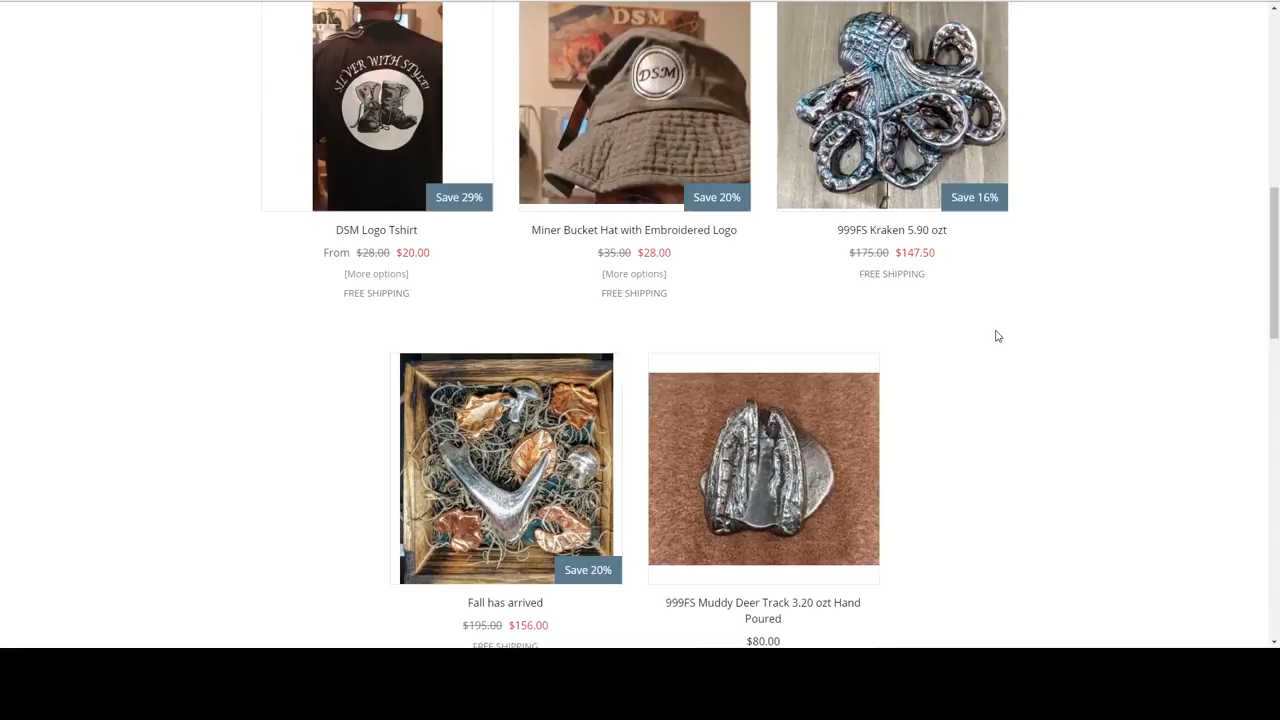 SILVER WITH STYLE!
DSM
DSM
Save 29%
Save 20%
Save 16%
DSM Logo Tshirt
Miner Bucket Hat with Embroidered Logo
999FS Kraken 5.90 ozt
From $28.00 $20.00
$35.00 $28.00
$175.00 $147.50
[More options]
[More options]
FREE SHIPPING
FREE SHIPPING
FREE SHIPPING
Save 20%
Fall has arrived
999FS Muddy Deer Track 3.20 ozt Hand
Poured
$195.00 $156.00
$80.00
FREE SHIPPING